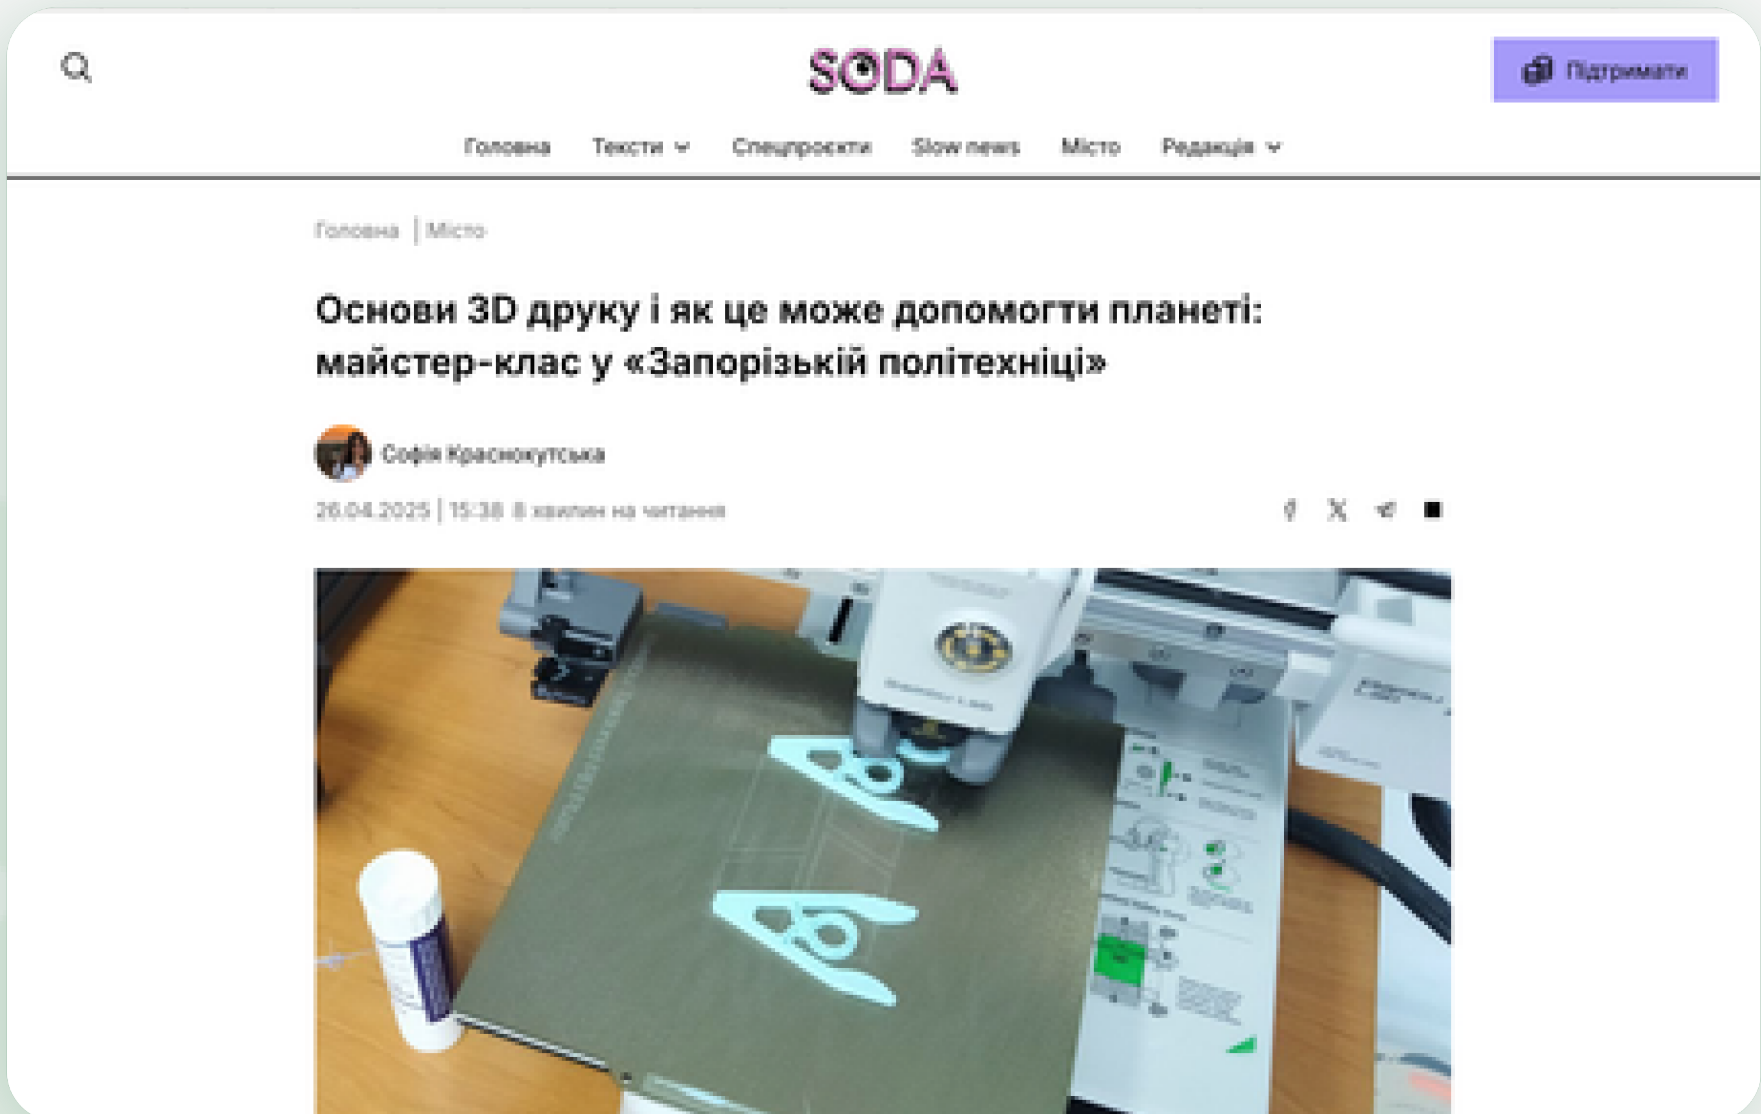 SODA
Підтримати
Головна
Тексти
Спецпроєкти
Slow news
Місто
Редакція
Головна | Місто
Основи 3D друку і як це може допомогти планеті:
майстер-клас у «Запорізькій політехніці»
Софія Краснокутська
26.04.2025 | 15:38 8 хвилин на читання